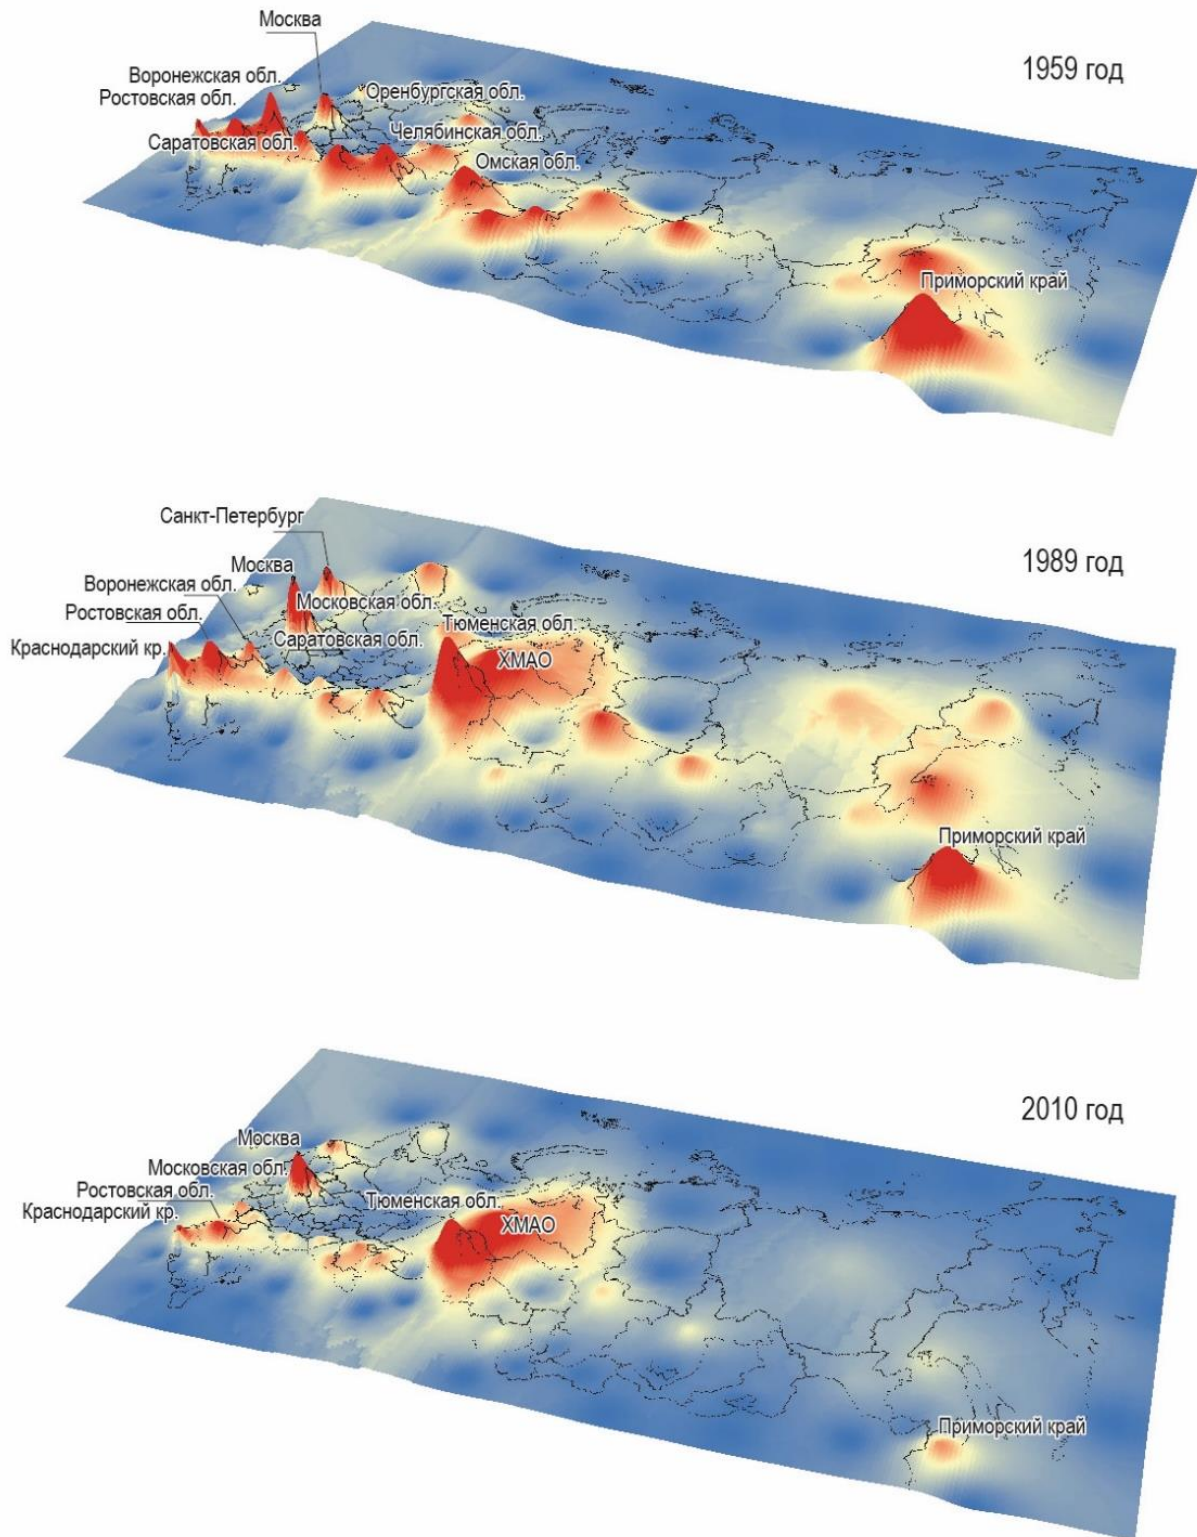 Москва
1959 год
Воронежская обл.
Ростовская обл.
Оренбургская обл.
Саратовская обл.
Челябинская обл.
Омская обл.
Приморский край
Санкт-Петербург
1989 год
Москва
Воронежская обл.
Московская обл.
Ростовская обл.
Тюменская обл.
Саратовская обл.
Краснодарский кр.
ХМАО
Приморский край
2010 год
Москва
Московская обл.
Ростовская обл.
Тюменская обл.
Краснодарский кр.
ХМАО
Приморский край